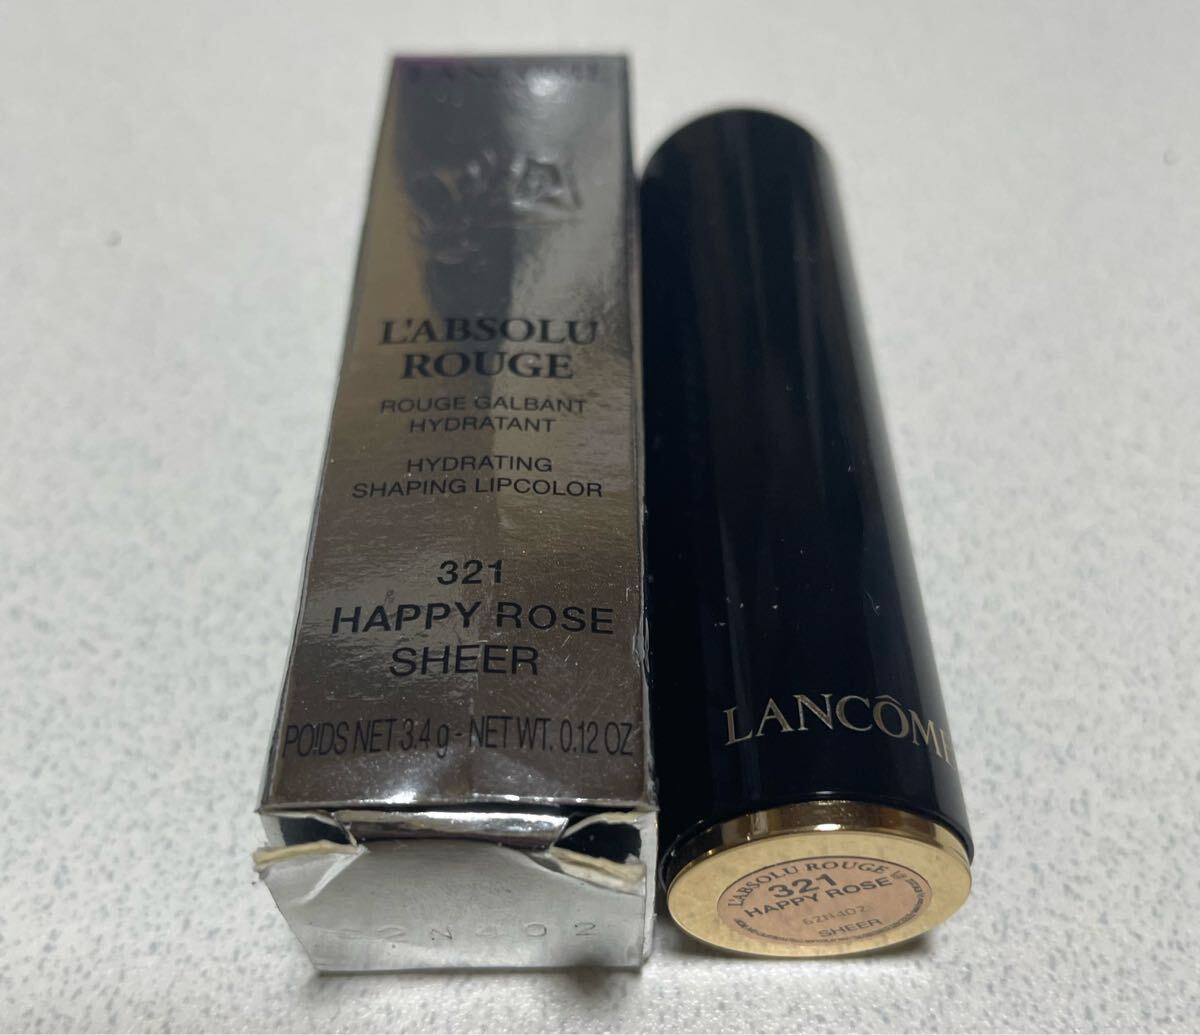 L'ABSOLU
ROUGE
ROUGE GALBANT
HYDRATANT
HYDRATING
SHAPING LIPCOLOR
321
HAPPY ROSE
SHEER
POIDS NET 3.4 g - NET WT. 0.12 OZ
LANCÔME
L'ABSOLU ROUGE
321
HAPPY ROSE
SHEER